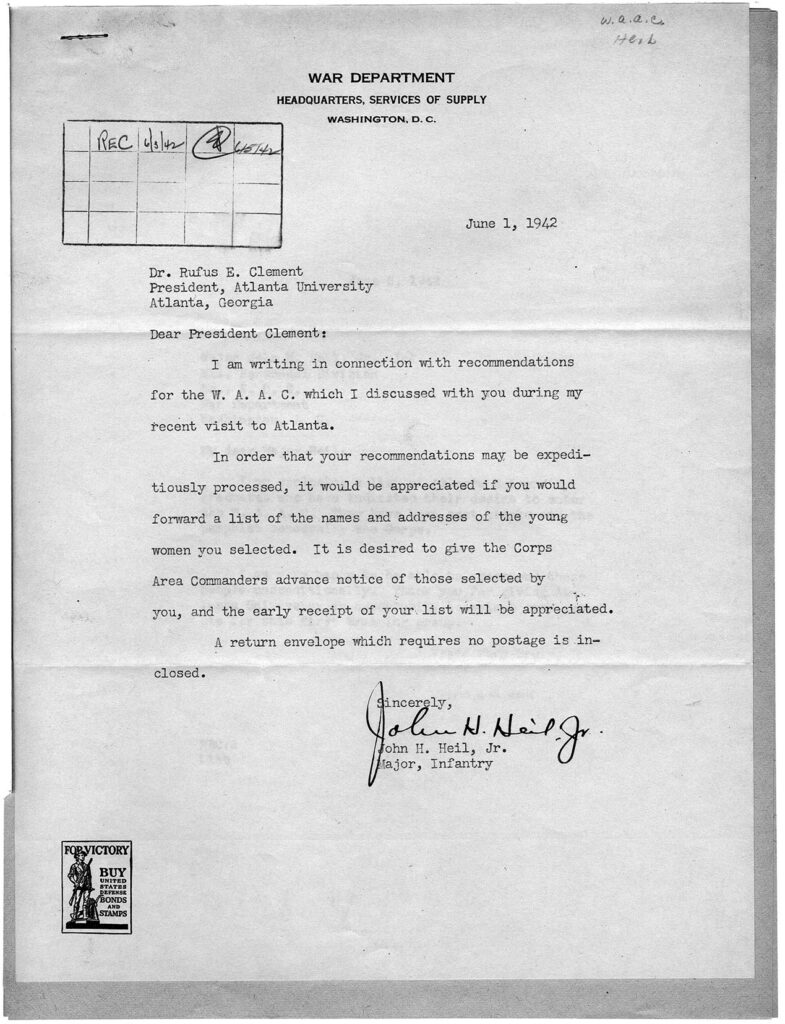 W.A.A.C.
Heil
WAR DEPARTMENT
HEADQUARTERS, SERVICES OF SUPPLY
WASHINGTON, D. C.
REC 6/3/42 6/5/42
June 1, 1942
Dr. Rufus E. Clement
President, Atlanta University
Atlanta, Georgia
Dear President Clement:
I am writing in connection with recommendations
for the W. A. A. C. which I discussed with you during my
recent visit to Atlanta.
In order that your recommendations may be expedi-
tiously processed, it would be appreciated if you would
forward a list of the names and addresses of the young
women you selected. It is desired to give the Corps
Area Commanders advance notice of those selected by
you, and the early receipt of your list will be appreciated.
A return envelope which requires no postage is in-
closed.
Sincerely,
John H. Heil, Jr.
John H. Heil, Jr.
Major, Infantry
FOR VICTORY
BUY
UNITED
STATES
DEFENSE
BONDS
AND
STAMPS